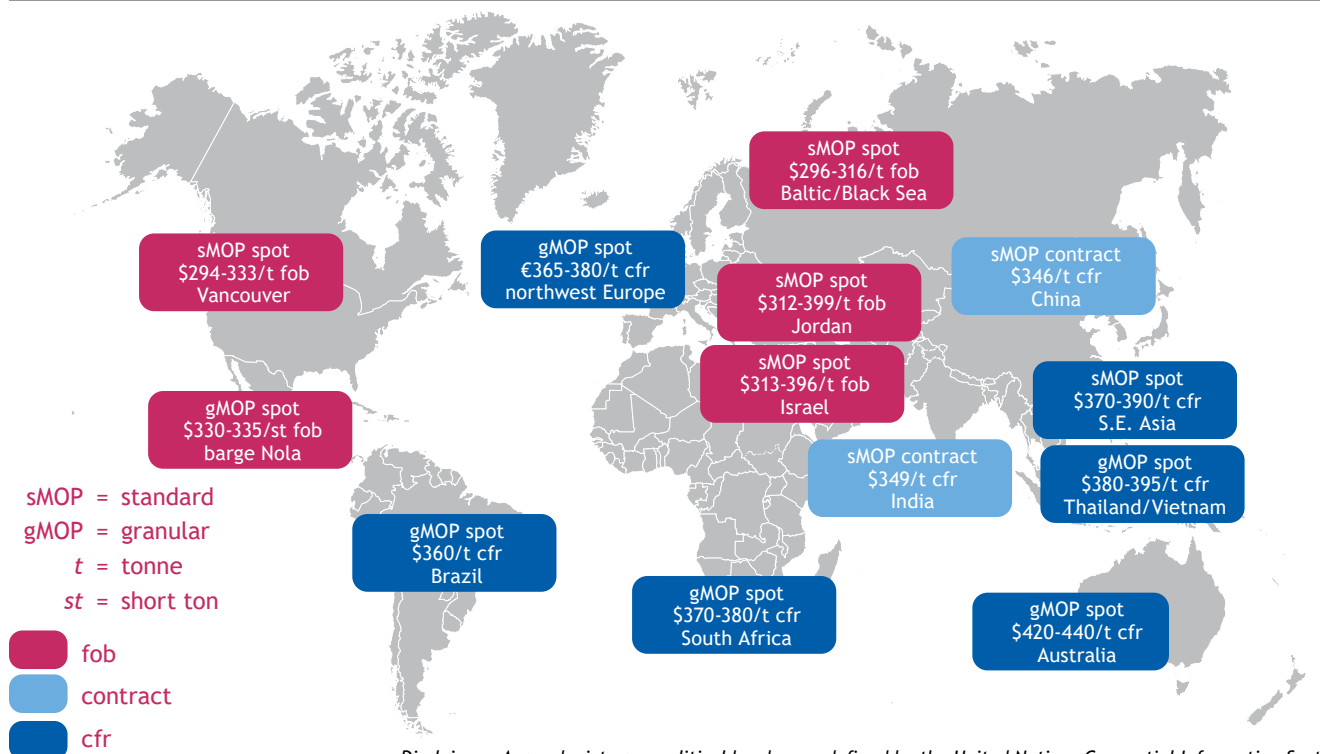 sMOP spot
$296-316/t fob
Baltic/Black Sea
sMOP spot
$294-333/t fob
Vancouver
gMOP spot
€365-380/t cfr
northwest Europe
sMOP contract
$346/t cfr
China
sMOP spot
$312-399/t fob
Jordan
sMOP spot
$313-396/t fob
Israel
sMOP spot
$370-390/t cfr
S.E. Asia
gMOP spot
$330-335/st fob
barge Nola
sMOP contract
$349/t cfr
India
gMOP spot
$380-395/t cfr
Thailand/Vietnam
gMOP spot
$360/t cfr
Brazil
gMOP spot
$370-380/t cfr
South Africa
gMOP spot
$420-440/t cfr
Australia
sMOP = standard
gMOP = granular
t = tonne
st = short ton
fob
contract
cfr